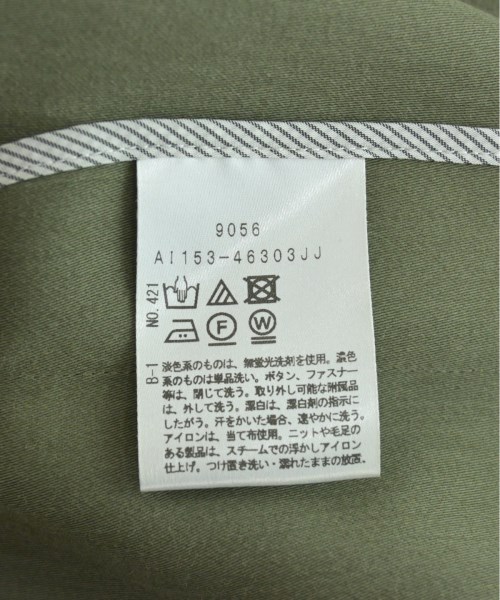 9056
AI153-46303JJ
NO.421
F
W
B-1
淡色系のものは、無蛍光洗剤を使用。濃色
系のものは単品洗い。ボタン、ファスナー
等は、閉じて洗う。取り外し可能な附属品
は、外して洗う。漂白は、漂白剤の指示に
したがう。汗をかいた場合、速やかに洗う。
アイロンは、当て布使用。ニットや毛足の
ある製品は、スチームでの浮かしアイロン
仕上げ。つけ置き洗い・濡れたままの放置。